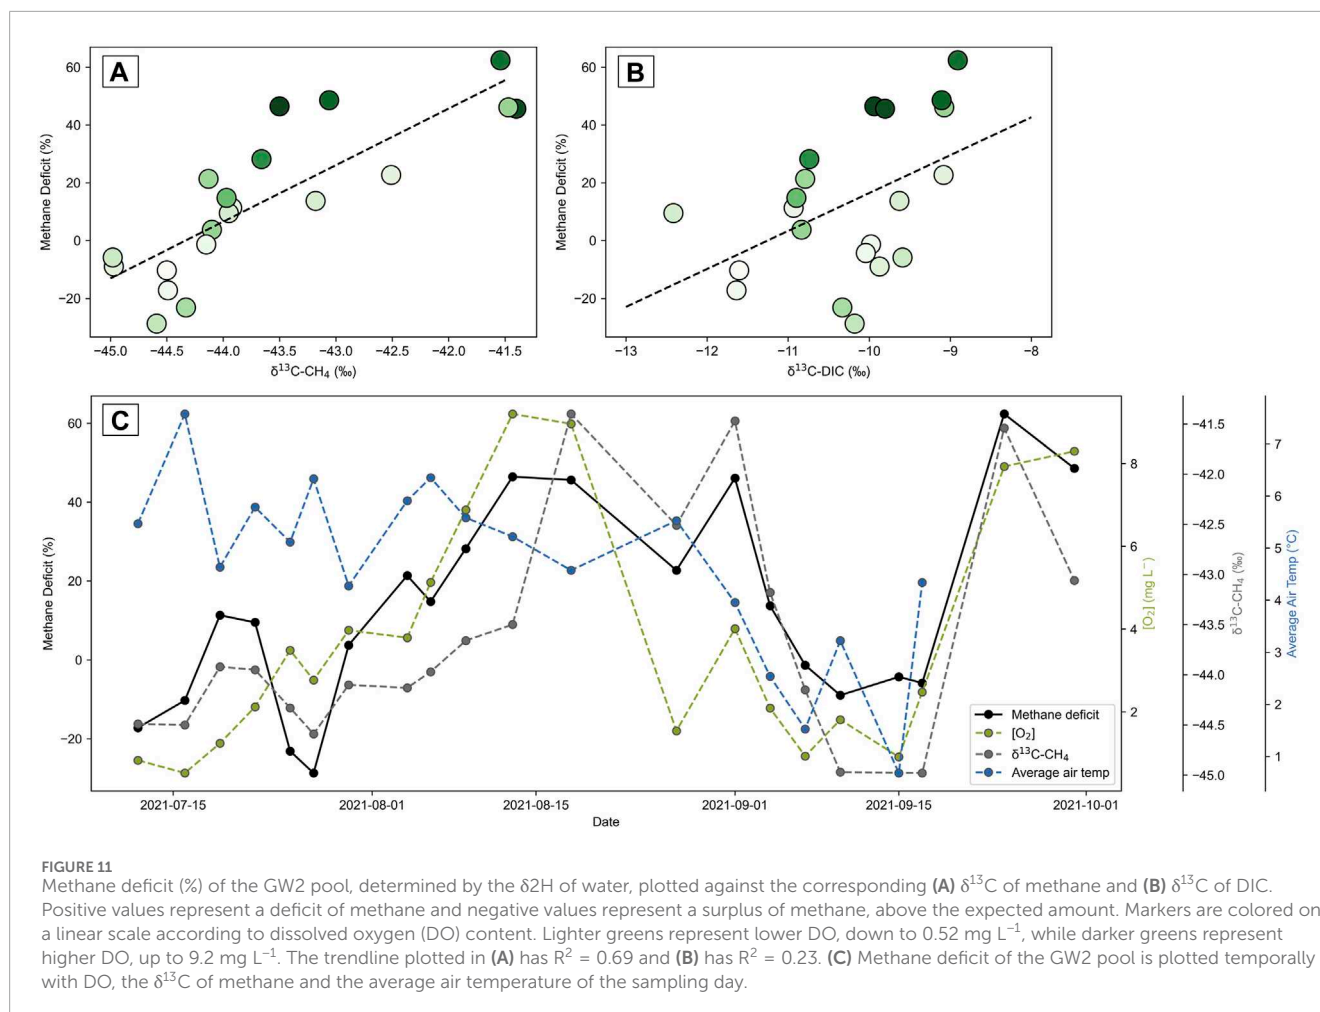 A
B
Methane Deficit (%)
60
40
20
0
−20
−45.0 −44.5 −44.0 −43.5 −43.0 −42.5 −42.0 −41.5
δ¹³C-CH₄ (‰)
Methane Deficit (%)
60
40
20
0
−20
−13 −12 −11 −10 −9 −8
δ¹³C-DIC (‰)
C
Methane Deficit (%)
60
40
20
0
−20
2021-07-15 2021-08-01 2021-08-15 2021-09-01 2021-09-15 2021-10-01
Date
8
6
4
2
[O₂] (mg L⁻)
−41.5
−42.0
−42.5
−43.0
−43.5
−44.0
−44.5
−45.0
δ¹³C-CH₄ (‰)
7
6
5
4
3
2
1
Average Air Temp (°C)
Methane deficit
[O₂]
δ¹³C-CH₄
Average air temp
FIGURE 11
Methane deficit (%) of the GW2 pool, determined by the δ2H of water, plotted against the corresponding (A) δ¹³C of methane and (B) δ¹³C of DIC.
Positive values represent a deficit of methane and negative values represent a surplus of methane, above the expected amount. Markers are colored on
a linear scale according to dissolved oxygen (DO) content. Lighter greens represent lower DO, down to 0.52 mg L⁻¹, while darker greens represent
higher DO, up to 9.2 mg L⁻¹. The trendline plotted in (A) has R² = 0.69 and (B) has R² = 0.23. (C) Methane deficit of the GW2 pool is plotted temporally
with DO, the δ¹³C of methane and the average air temperature of the sampling day.